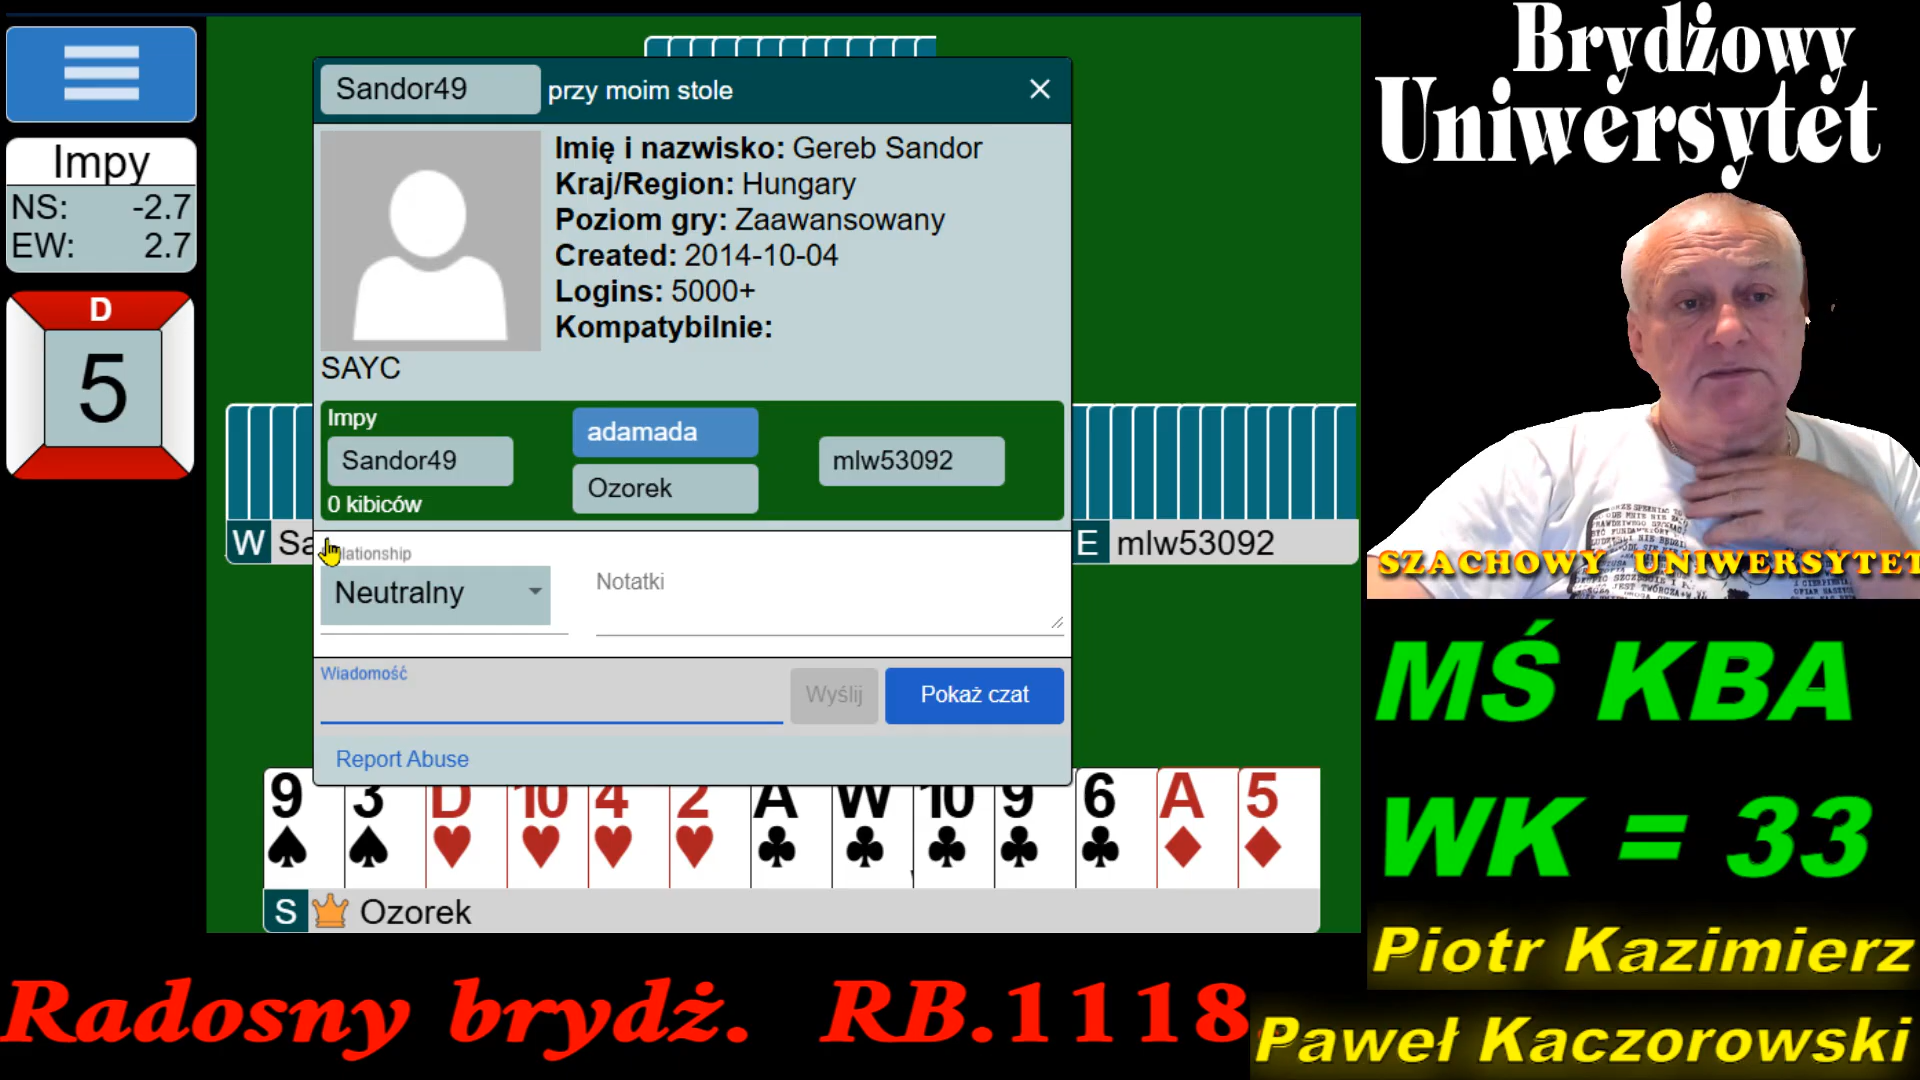 Impy
NS: -2.7
EW: 2.7
D
5
Sandor49 przy moim stole
Imię i nazwisko: Gereb Sandor
Kraj/Region: Hungary
Poziom gry: Zaawansowany
Created: 2014-10-04
Logins: 5000+
Kompatybilnie:
SAYC
Impy
adamada
Sandor49
mlw53092
Ozorek
0 kibiców
W Sa
E mlw53092
lationship
Neutralny
Notatki
Wiadomość
Wyślij
Pokaż czat
Report Abuse
9 3 D 10 4 2 A W 10 9 6 A 5
S Ozorek
Brydżowy
Uniwersytet
SZACHOWY UNIWERSYTET
MŚ KBA
WK = 33
Piotr Kazimierz
Paweł Kaczorowski
Radosny brydż. RB.1118